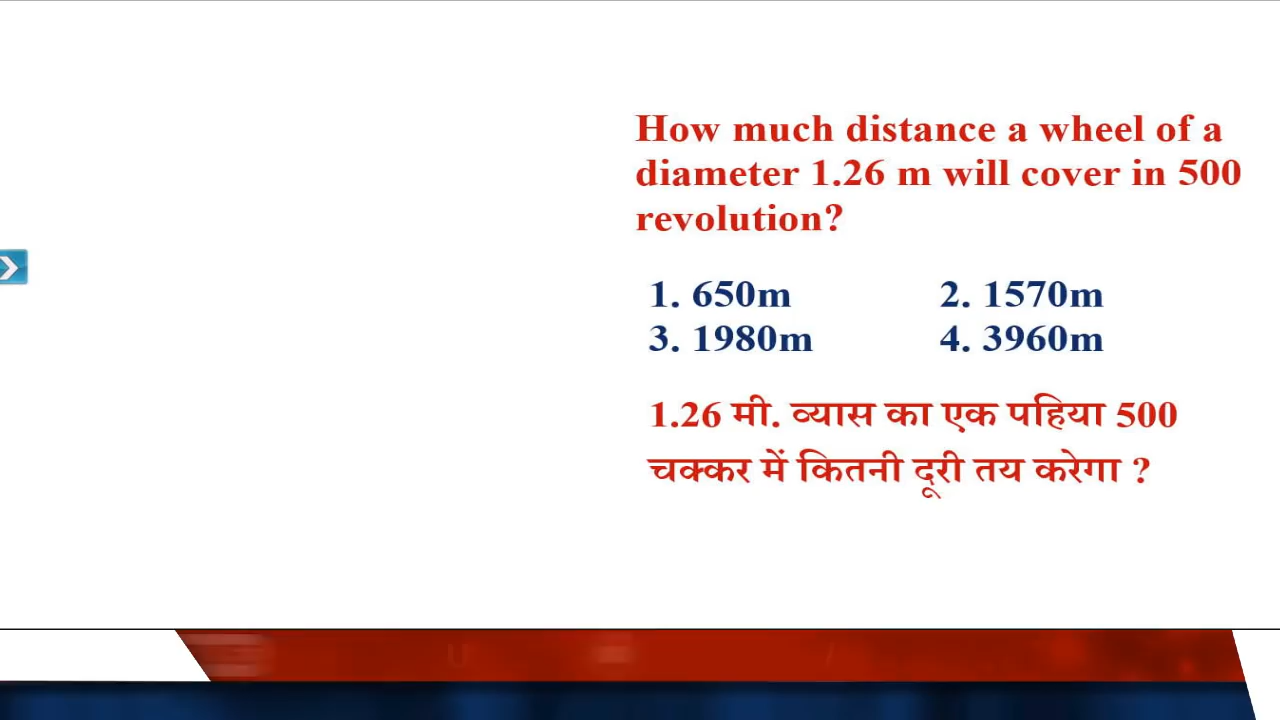 How much distance a wheel of a
diameter 1.26 m will cover in 500
revolution?
1. 650m 2. 1570m
3. 1980m 4. 3960m
1.26 मी. व्यास का एक पहिया 500
चक्कर में कितनी दूरी तय करेगा ?